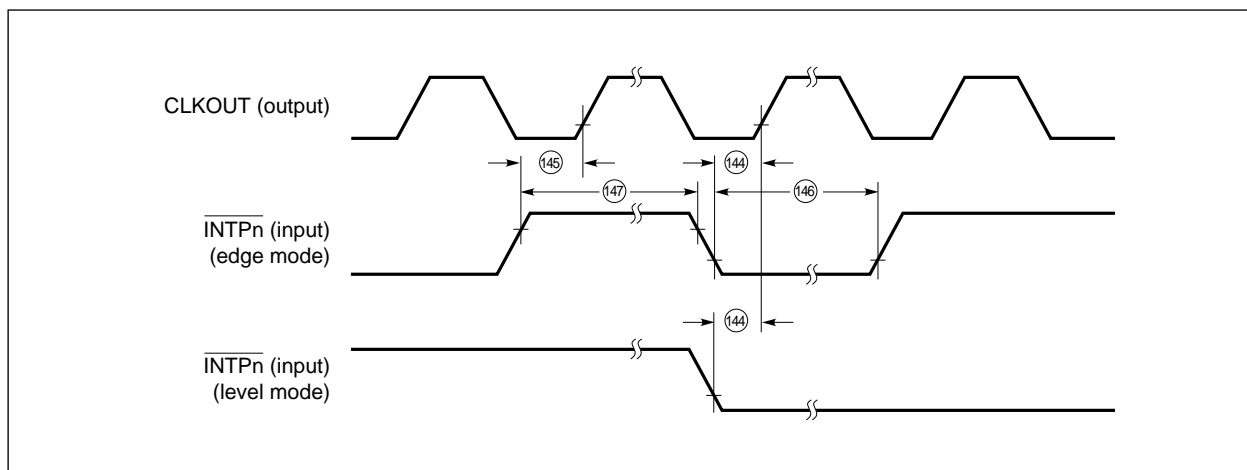 CLKOUT (output)
145
144
147
146
INTPn (input)
(edge mode)
144
INTPn (input)
(level mode)